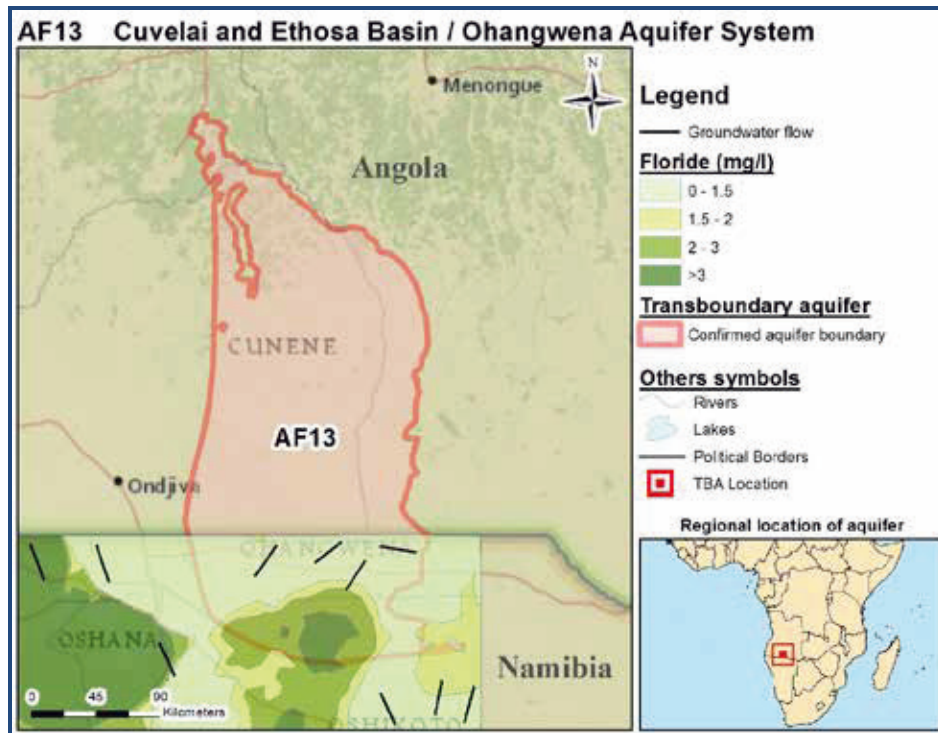 AF13 Cuvelai and Ethosa Basin / Ohangwena Aquifer System
N
Menongue
Angola
CUNENE
AF13
Ondjiva
OHANGWENA
OSHANA
Namibia
OSHIKOTO
0 45 90
Kilometers
Legend
Groundwater flow
Floride (mg/l)
0 - 1.5
1.5 - 2
2 - 3
>3
Transboundary aquifer
Confirmed aquifer boundary
Others symbols
Rivers
Lakes
Political Borders
TBA Location
Regional location of aquifer